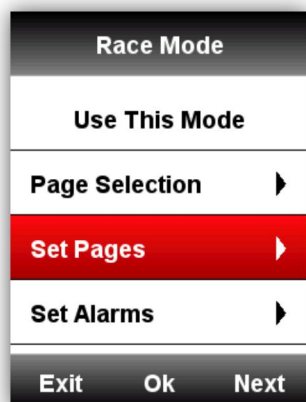 Race Mode
Use This Mode
Page Selection
Set Pages
Set Alarms
Exit Ok Next